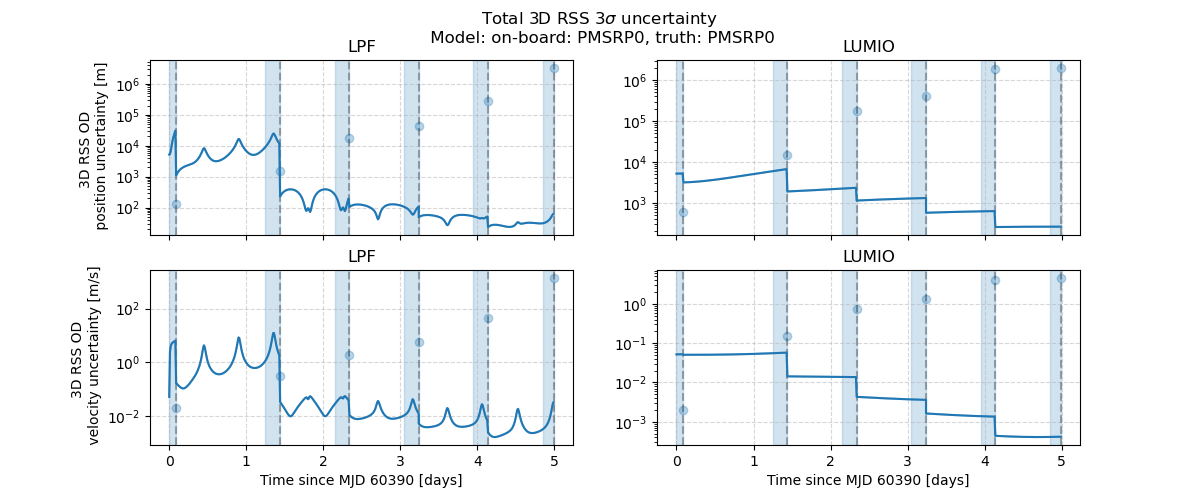 Total 3D RSS 3σ uncertainty
Model: on-board: PMSRP0, truth: PMSRP0
LPF
LUMIO
3D RSS OD
position uncertainty [m]
10^6
10^5
10^4
10^3
10^2
10^6
10^5
10^4
10^3
LPF
LUMIO
3D RSS OD
velocity uncertainty [m/s]
10^2
10^0
10^−2
10^0
10^−1
10^−2
10^−3
0 1 2 3 4 5
0 1 2 3 4 5
Time since MJD 60390 [days]
Time since MJD 60390 [days]